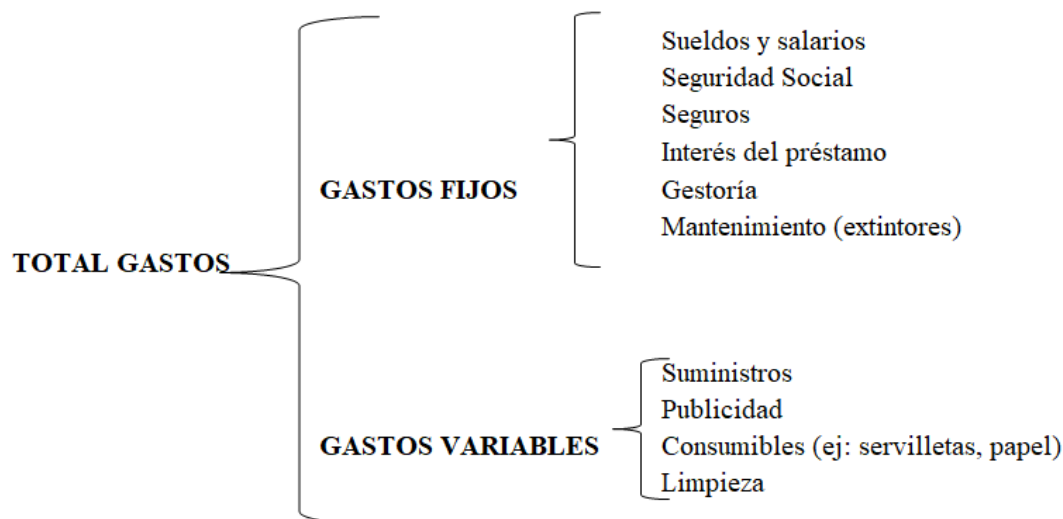 TOTAL GASTOS
GASTOS FIJOS
Sueldos y salarios
Seguridad Social
Seguros
Interés del préstamo
Gestoría
Mantenimiento (extintores)
GASTOS VARIABLES
Suministros
Publicidad
Consumibles (ej: servilletas, papel)
Limpieza